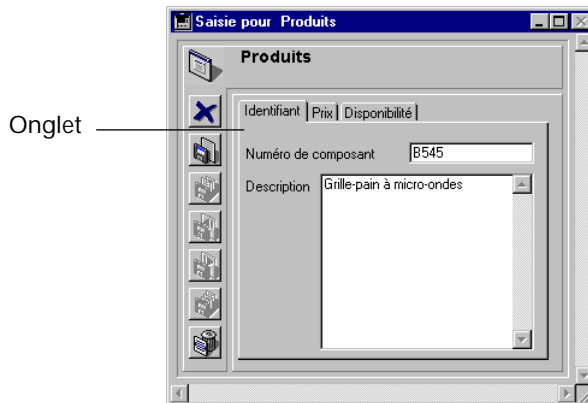 Saisie pour Produits
Produits
Onglet
Identifiant Prix Disponibilité
Numéro de composant B545
Description Grille-pain à micro-ondes